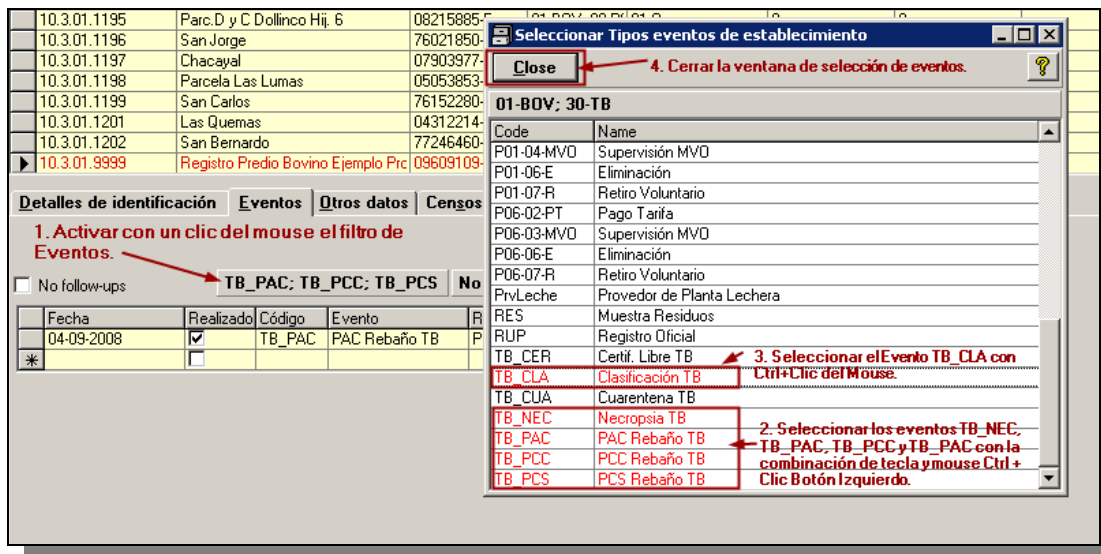 10.3.01.1195 Parc.D y C Dollinco Hij. 6 08215885-
10.3.01.1196 San Jorge 76021850-
10.3.01.1197 Chacayal 07903977-
10.3.01.1198 Parcela Las Lumas 05053853-
10.3.01.1199 San Carlos 76152280-
10.3.01.1201 Las Quemas 04312214-
10.3.01.1202 San Bernardo 77246460-
10.3.01.9999 Registro Predio Bovino Ejemplo Prc 09609109-
Detalles de identificación Eventos Otros datos Censos
1. Activar con un clic del mouse el filtro de
Eventos.
No follow-ups TB_PAC; TB_PCC; TB_PCS No
Fecha Realizado Código Evento R
04-09-2008 TB_PAC PAC Rebaño TB P
Seleccionar Tipos eventos de establecimiento
Close 4. Cerrar la ventana de selección de eventos. ?
01-BOV; 30-TB
Code Name
P01-04-MVO Supervisión MVO
P01-06-E Eliminación
P01-07-R Retiro Voluntario
P06-02-PT Pago Tarifa
P06-03-MVO Supervisión MVO
P06-06-E Eliminación
P06-07-R Retiro Voluntario
PrvLeche Provedor de Planta Lechera
RES Muestra Residuos
RUP Registro Oficial
TB_CER Certif. Libre TB
TB_CLA Clasificación TB
TB_CUA Cuarentena TB
TB_NEC Necropsia TB
TB_PAC PAC Rebaño TB
TB_PCC PCC Rebaño TB
TB_PCS PCS Rebaño TB
3. Seleccionar el Evento TB_CLA con
Ctrl+Clic del Mouse.
2. Seleccionar los eventos TB_NEC,
TB_PAC, TB_PCC y TB_PAC con la
combinación de tecla y mouse Ctrl +
Clic Botón Izquierdo.